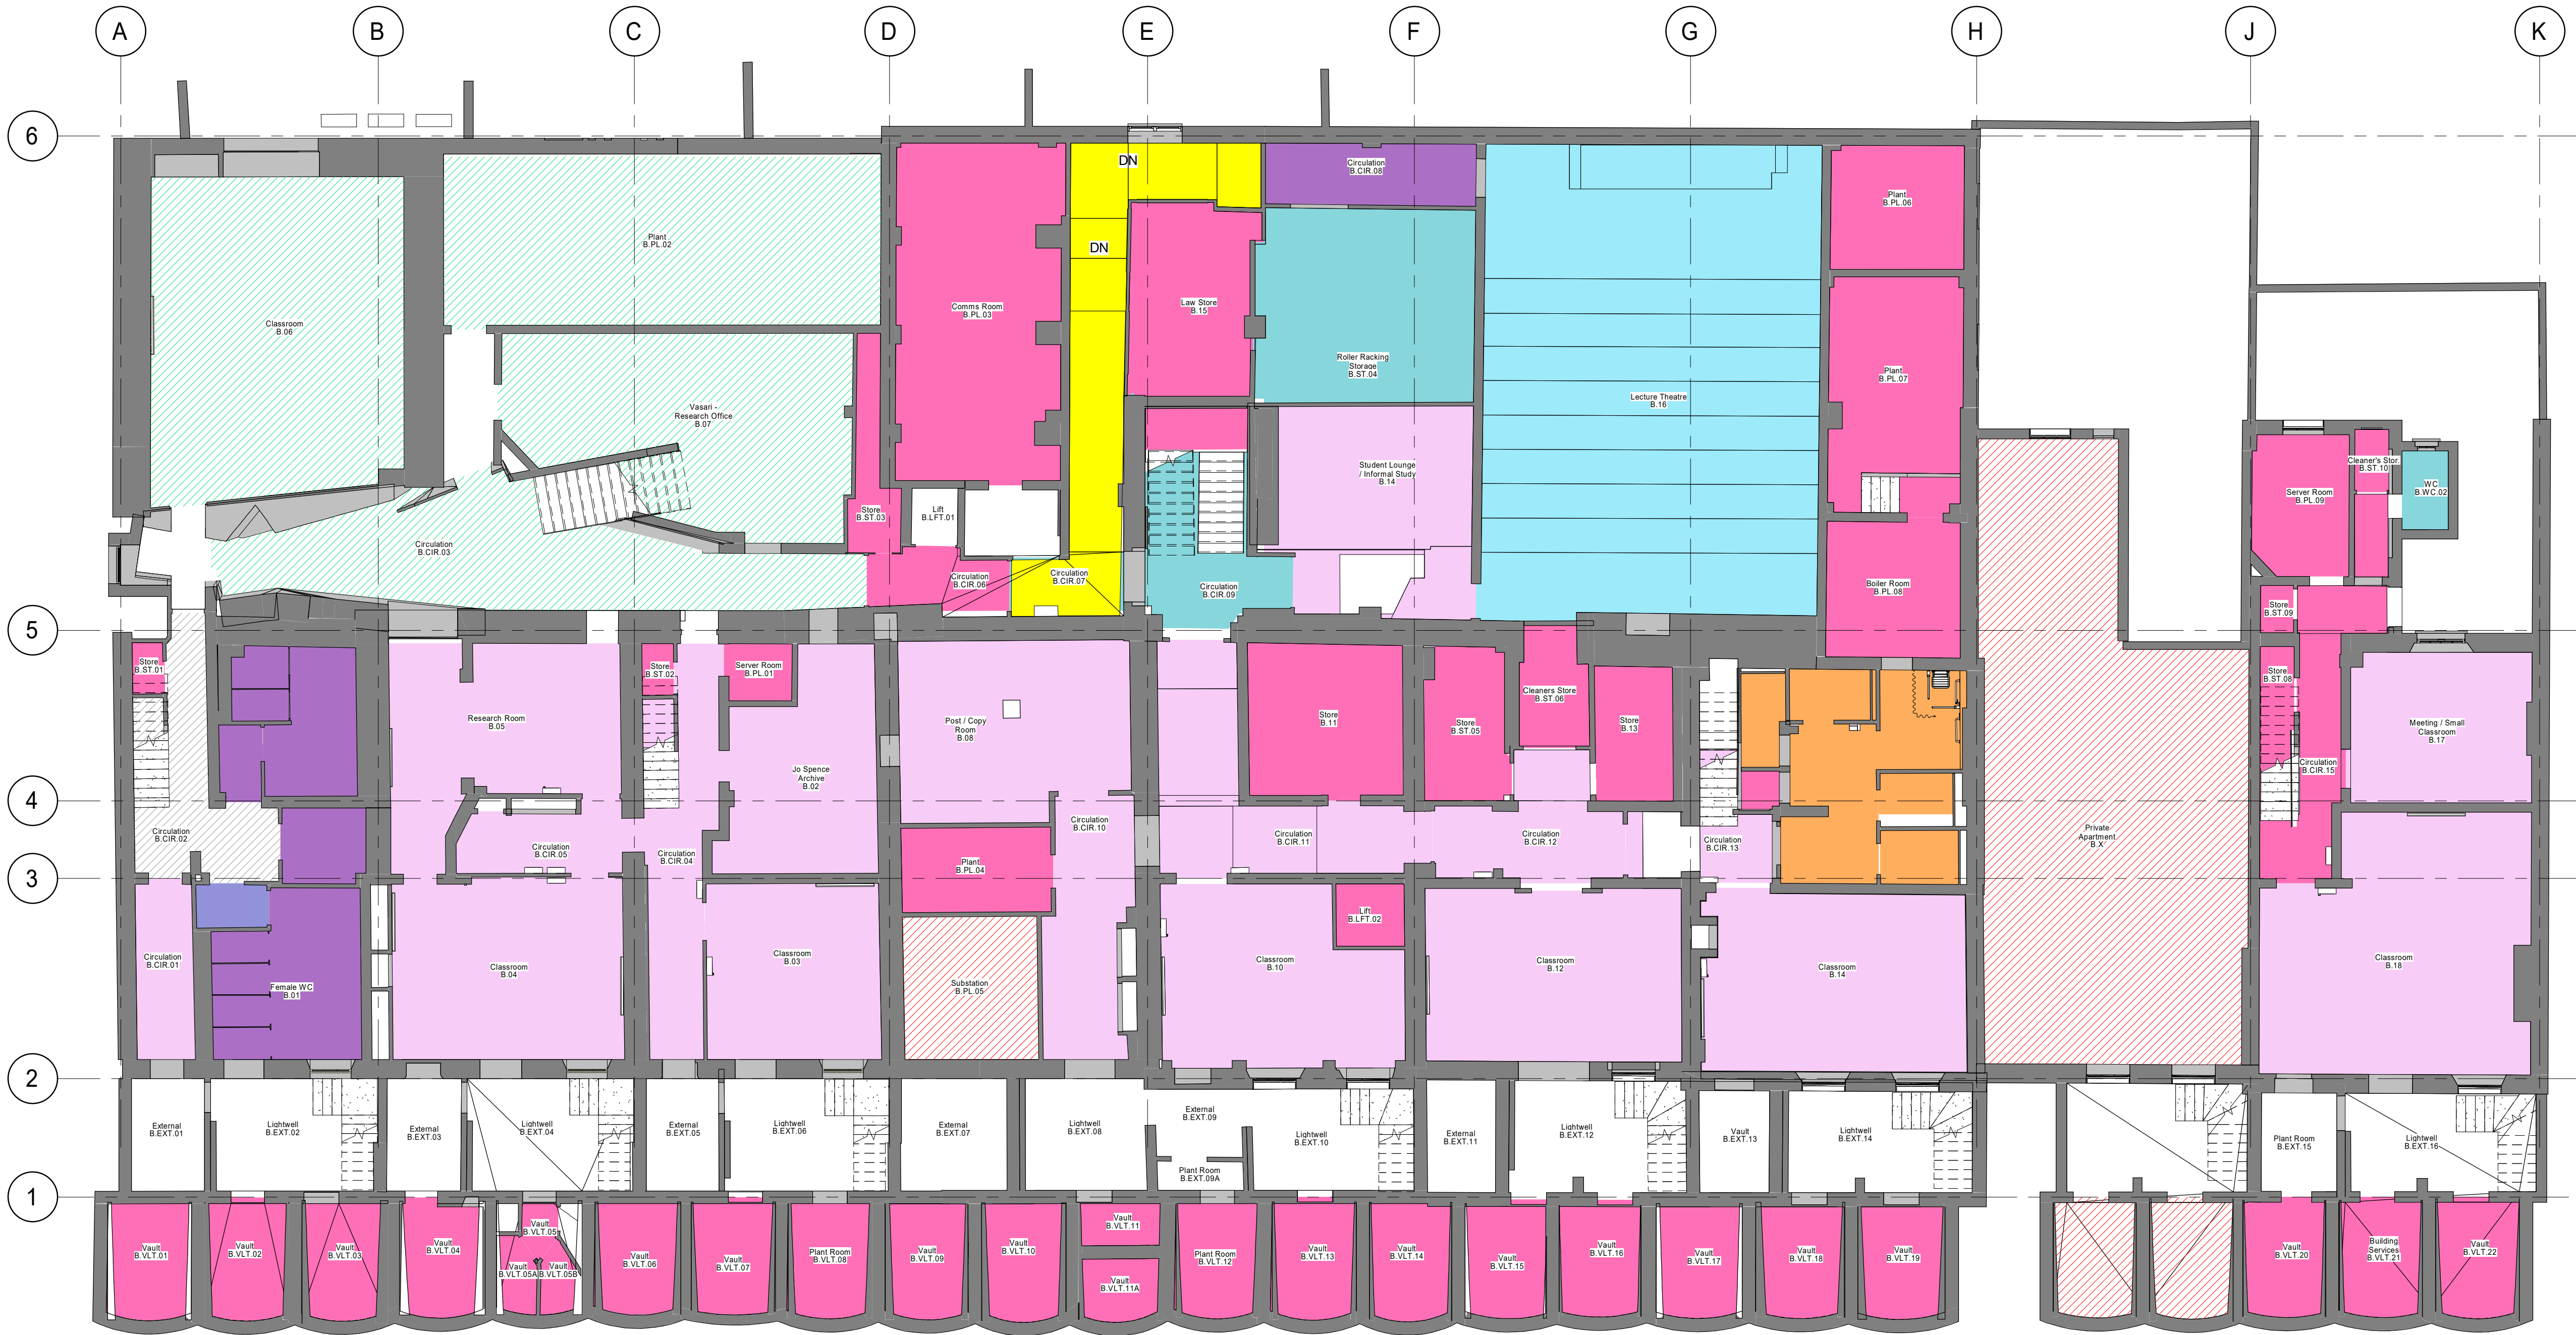 A
B
C
D
E
F
G
H
J
K
6
5
4
3
2
1
DN
DN
Circulation
B.CIR.08
Plant
B.PL.06
Plant
B.PL.02
Classroom
B.06
Comms Room
B.PL.03
Law Store
B.15
Roller Racking
Storage
B.ST.04
Lecture Theatre
B.16
Plant
B.PL.07
Vasari -
Research Office
B.07
Student Lounge
/ Informal Study
B.14
Cleaner's Stor.
B.ST.10
Server Room
B.PL.09
WC
B.WC.02
Store
B.ST.03
Lift
B.LFT.01
Circulation
B.CIR.03
Circulation
B.CIR.06
Circulation
B.CIR.07
Circulation
B.CIR.09
Boiler Room
B.PL.08
Store
B.ST.09
Store
B.ST.01
Store
B.ST.02
Server Room
B.PL.01
Research Room
B.05
Post / Copy
Room
B.08
Store
B.11
Store
B.ST.05
Cleaners Store
B.ST.06
Store
B.13
Store
B.ST.08
Meeting / Small
Classroom
B.17
Jo Spence
Archive
B.02
Circulation
B.CIR.15
Circulation
B.CIR.02
Circulation
B.CIR.05
Circulation
B.CIR.04
Circulation
B.CIR.10
Circulation
B.CIR.11
Circulation
B.CIR.12
Circulation
B.CIR.13
Private
Apartment
B.X
Plant
B.PL.04
Lift
B.LFT.02
Circulation
B.CIR.01
Female WC
B.01
Classroom
B.04
Classroom
B.03
Substation
B.PL.05
Classroom
B.10
Classroom
B.12
Classroom
B.14
Classroom
B.18
External
B.EXT.01
Lightwell
B.EXT.02
External
B.EXT.03
Lightwell
B.EXT.04
External
B.EXT.05
Lightwell
B.EXT.06
External
B.EXT.07
Lightwell
B.EXT.08
External
B.EXT.09
Plant Room
B.EXT.09A
Lightwell
B.EXT.10
External
B.EXT.11
Lightwell
B.EXT.12
Vault
B.EXT.13
Lightwell
B.EXT.14
Plant Room
B.EXT.15
Lightwell
B.EXT.16
Vault
B.VLT.01
Vault
B.VLT.02
Vault
B.VLT.03
Vault
B.VLT.04
Vault
B.VLT.05
Vault
B.VLT.05A
Vault
B.VLT.05B
Vault
B.VLT.06
Vault
B.VLT.07
Plant Room
B.VLT.08
Vault
B.VLT.09
Vault
B.VLT.10
Vault
B.VLT.11
Vault
B.VLT.11A
Plant Room
B.VLT.12
Vault
B.VLT.13
Vault
B.VLT.14
Vault
B.VLT.15
Vault
B.VLT.16
Vault
B.VLT.17
Vault
B.VLT.18
Vault
B.VLT.19
Vault
B.VLT.20
Building
Services
B.VLT.21
Vault
B.VLT.22